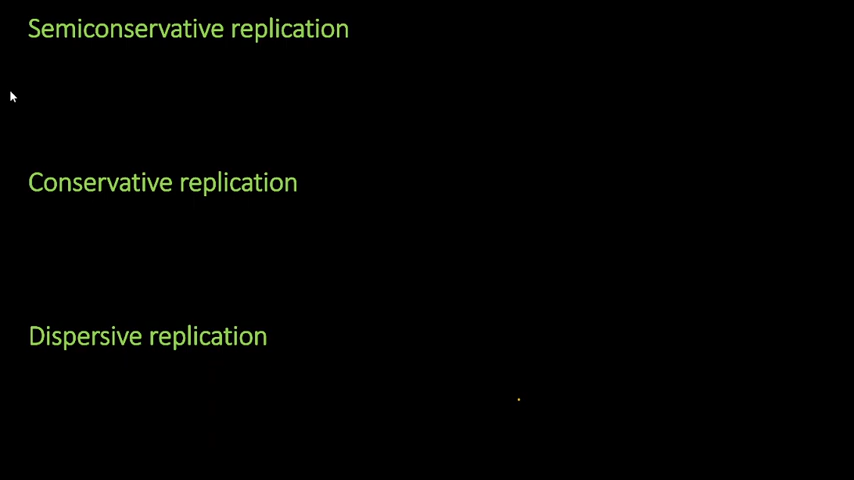 Semiconservative replication
Conservative replication
Dispersive replication